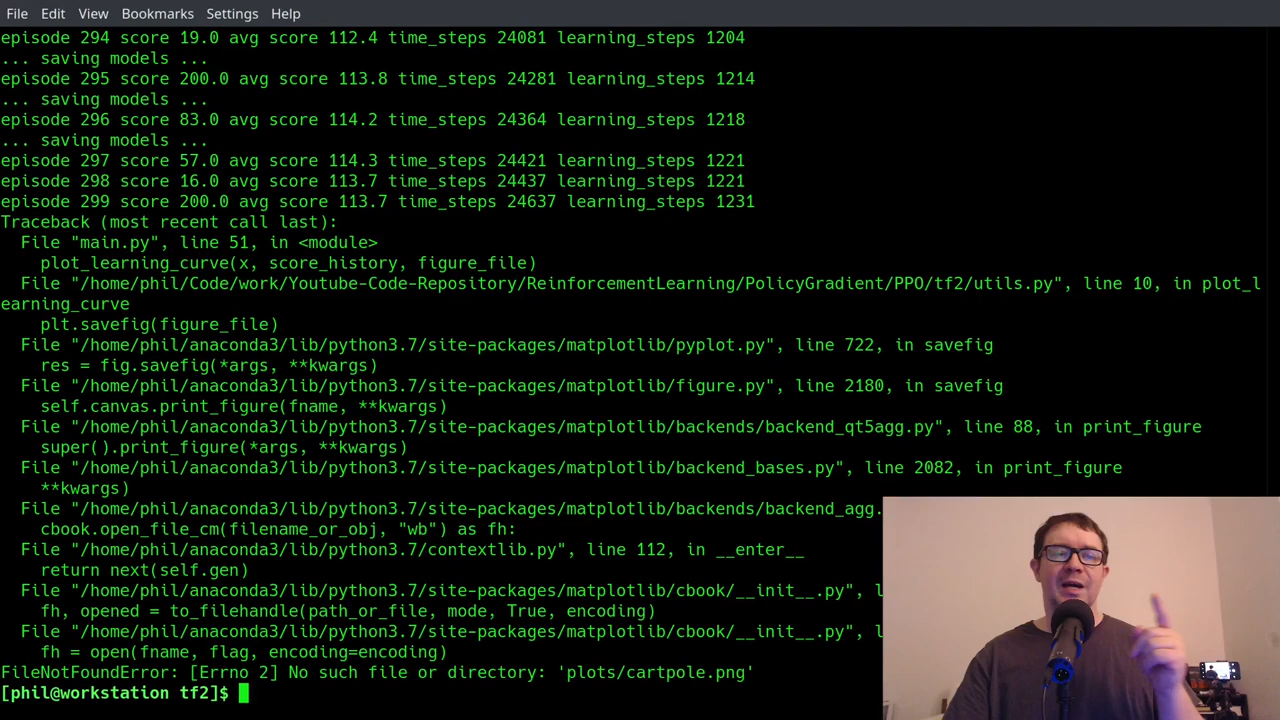 File Edit View Bookmarks Settings Help
episode 294 score 19.0 avg score 112.4 time_steps 24081 learning_steps 1204
... saving models ...
episode 295 score 200.0 avg score 113.8 time_steps 24281 learning_steps 1214
... saving models ...
episode 296 score 83.0 avg score 114.2 time_steps 24364 learning_steps 1218
... saving models ...
episode 297 score 57.0 avg score 114.3 time_steps 24421 learning_steps 1221
episode 298 score 16.0 avg score 113.7 time_steps 24437 learning_steps 1221
episode 299 score 200.0 avg score 113.7 time_steps 24637 learning_steps 1231
Traceback (most recent call last):
File "main.py", line 51, in <module>
plot_learning_curve(x, score_history, figure_file)
File "/home/phil/Code/work/Youtube-Code-Repository/ReinforcementLearning/PolicyGradient/PPO/tf2/utils.py", line 10, in plot_l
earning_curve
plt.savefig(figure_file)
File "/home/phil/anaconda3/lib/python3.7/site-packages/matplotlib/pyplot.py", line 722, in savefig
res = fig.savefig(*args, **kwargs)
File "/home/phil/anaconda3/lib/python3.7/site-packages/matplotlib/figure.py", line 2180, in savefig
self.canvas.print_figure(fname, **kwargs)
File "/home/phil/anaconda3/lib/python3.7/site-packages/matplotlib/backends/backend_qt5agg.py", line 88, in print_figure
super().print_figure(*args, **kwargs)
File "/home/phil/anaconda3/lib/python3.7/site-packages/matplotlib/backend_bases.py", line 2082, in print_figure
**kwargs)
File "/home/phil/anaconda3/lib/python3.7/site-packages/matplotlib/backends/backend_agg.
cbook.open_file_cm(filename_or_obj, "wb") as fh:
File "/home/phil/anaconda3/lib/python3.7/contextlib.py", line 112, in __enter__
return next(self.gen)
File "/home/phil/anaconda3/lib/python3.7/site-packages/matplotlib/cbook/__init__.py", l
fh, opened = to_filehandle(path_or_file, mode, True, encoding)
File "/home/phil/anaconda3/lib/python3.7/site-packages/matplotlib/cbook/__init__.py", l
fh = open(fname, flag, encoding=encoding)
FileNotFoundError: [Errno 2] No such file or directory: 'plots/cartpole.png'
[phil@workstation tf2]$